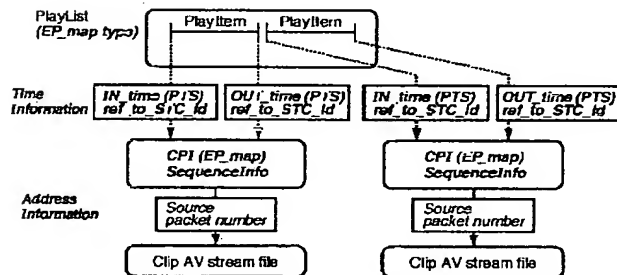 PlayList
(EP_map type)
PlayItem PlayItem
Time
Information
IN_time (PTS)
ref_to_STC_id
OUT_time (PTS)
ref_to_STC_id
IN_time (PTS)
ref_to_STC_id
OUT_time (PTS)
ref_to_STC_id
CPI (EP_map)
SequenceInfo
CPI (EP_map)
SequenceInfo
Address
Information
Source
packet number
Source
packet number
Clip AV stream file
Clip AV stream file